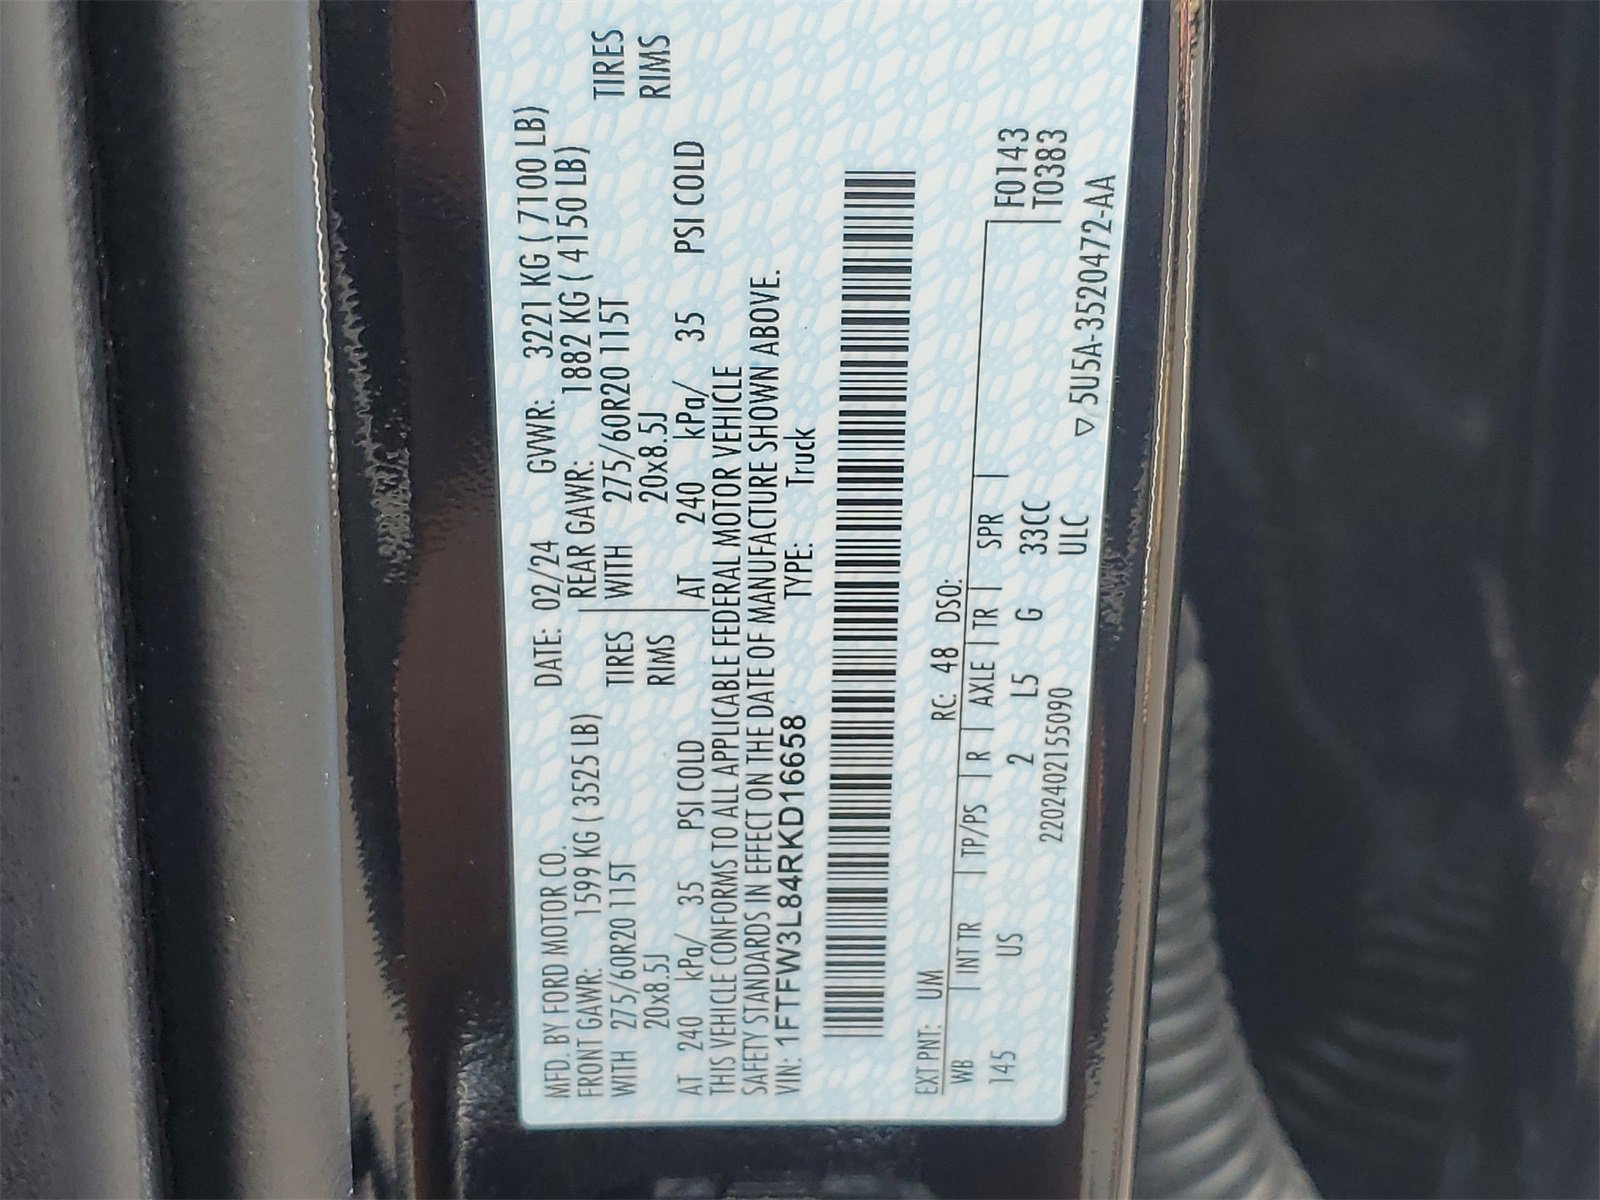 MFD. BY FORD MOTOR CO. DATE: 02/24 GVWR: 3221 KG ( 7100 LB)
FRONT GAWR: 1599 KG ( 3525 LB) REAR GAWR: 1882 KG ( 4150 LB)
WITH 275/60R20 115T TIRES WITH 275/60R20 115T TIRES
20x8.5J RIMS 20x8.5J RIMS
AT 240 kPa/ 35 PSI COLD AT 240 kPa/ 35 PSI COLD
THIS VEHICLE CONFORMS TO ALL APPLICABLE FEDERAL MOTOR VEHICLE
SAFETY STANDARDS IN EFFECT ON THE DATE OF MANUFACTURE SHOWN ABOVE.
VIN: 1FTFW3L84RKD16658 TYPE: Truck
EXT PNT: UM RC: 48 DSO:
WB INT TR TP/PS R AXLE TR SPR F0143
145 US 2 L5 G 33CC T0383
2202402155090 ULC
▽ 5U5A-3520472-AA